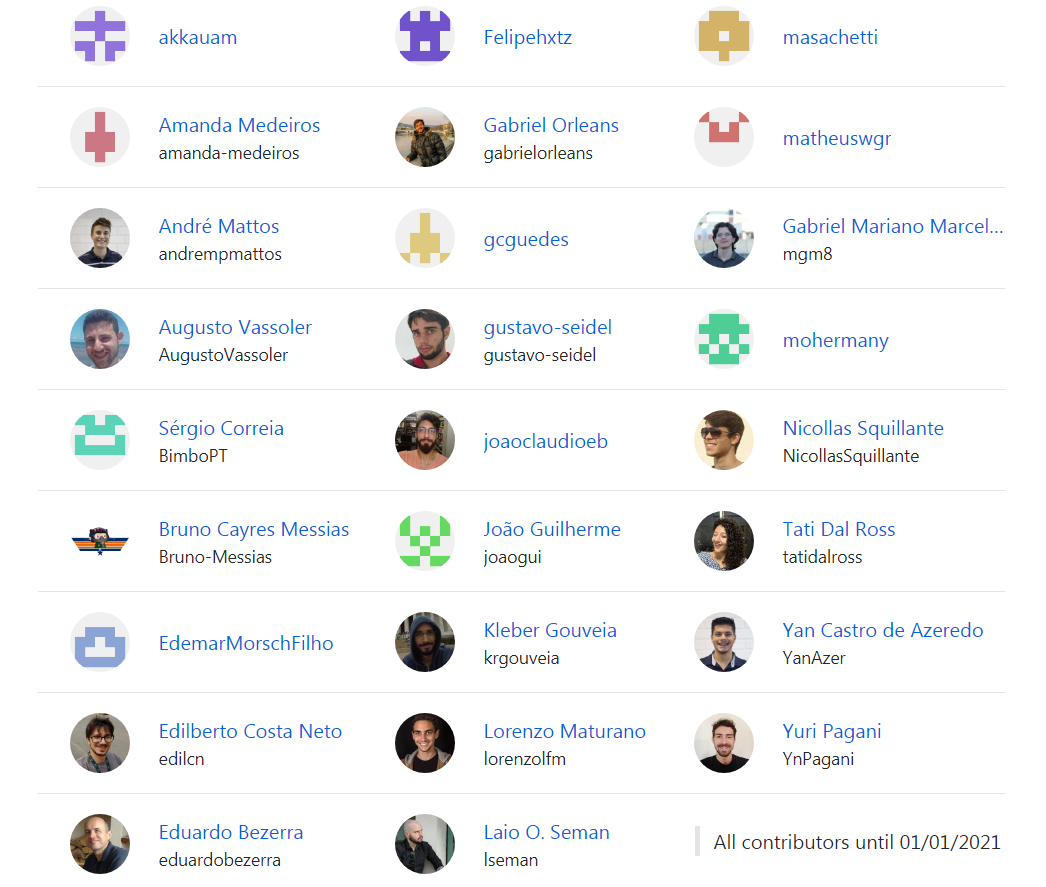 akkauam
Felipehxtz
masachetti
Amanda Medeiros
amanda-medeiros
Gabriel Orleans
gabrielorleans
matheuswgr
André Mattos
andrempmattos
gcguedes
Gabriel Mariano Marcel...
mgm8
Augusto Vassoler
AugustoVassoler
gustavo-seidel
gustavo-seidel
mohermany
Sérgio Correia
BimboPT
joaoclaudioeb
Nicollas Squillante
NicollasSquillante
Bruno Cayres Messias
Bruno-Messias
João Guilherme
joaogui
Tati Dal Ross
tatidalross
EdemarMorschFilho
Kleber Gouveia
krgouveia
Yan Castro de Azeredo
YanAzer
Edilberto Costa Neto
edilcn
Lorenzo Maturano
lorenzolfm
Yuri Pagani
YnPagani
Eduardo Bezerra
eduardobezerra
Laio O. Seman
lseman
All contributors until 01/01/2021